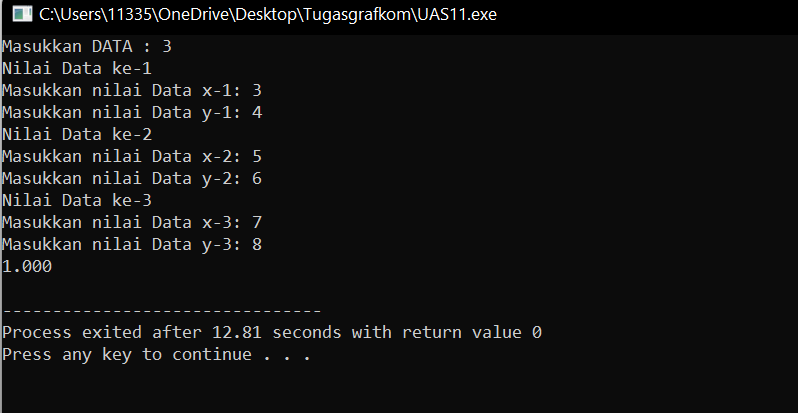 C:\Users\11335\OneDrive\Desktop\Tugasgrafkom\UAS11.exe
Masukkan DATA : 3
Nilai Data ke-1
Masukkan nilai Data x-1: 3
Masukkan nilai Data y-1: 4
Nilai Data ke-2
Masukkan nilai Data x-2: 5
Masukkan nilai Data y-2: 6
Nilai Data ke-3
Masukkan nilai Data x-3: 7
Masukkan nilai Data y-3: 8
1.000
--------------------------------
Process exited after 12.81 seconds with return value 0
Press any key to continue . . .